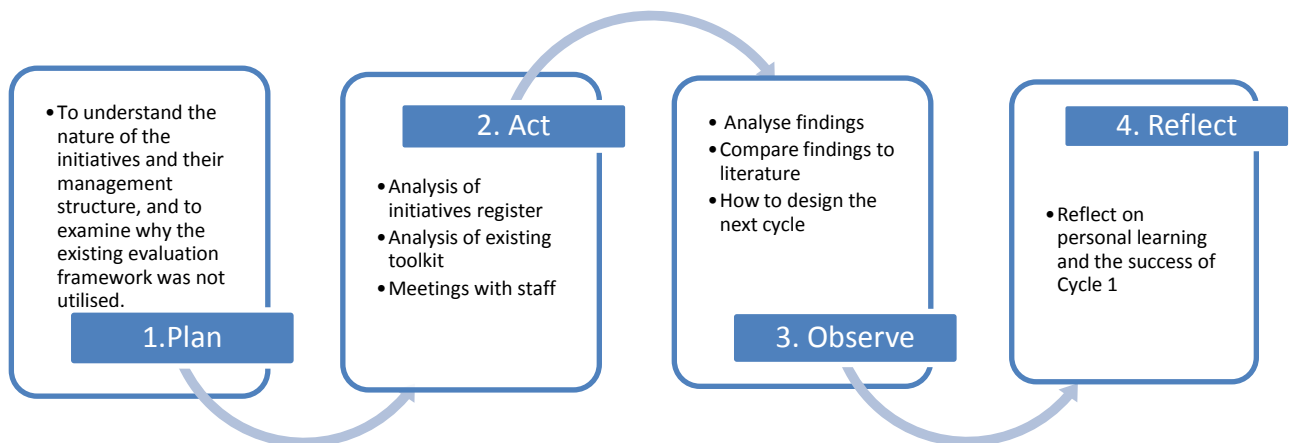 •To understand the
nature of the
initiatives and their
management
structure, and to
examine why the
existing evaluation
framework was not
utilised.
1.Plan
2. Act
•Analysis of
initiatives register
•Analysis of existing
toolkit
•Meetings with staff
• Analyse findings
•Compare findings to
literature
•How to design the
next cycle
3. Observe
4. Reflect
•Reflect on
personal learning
and the success of
Cycle 1